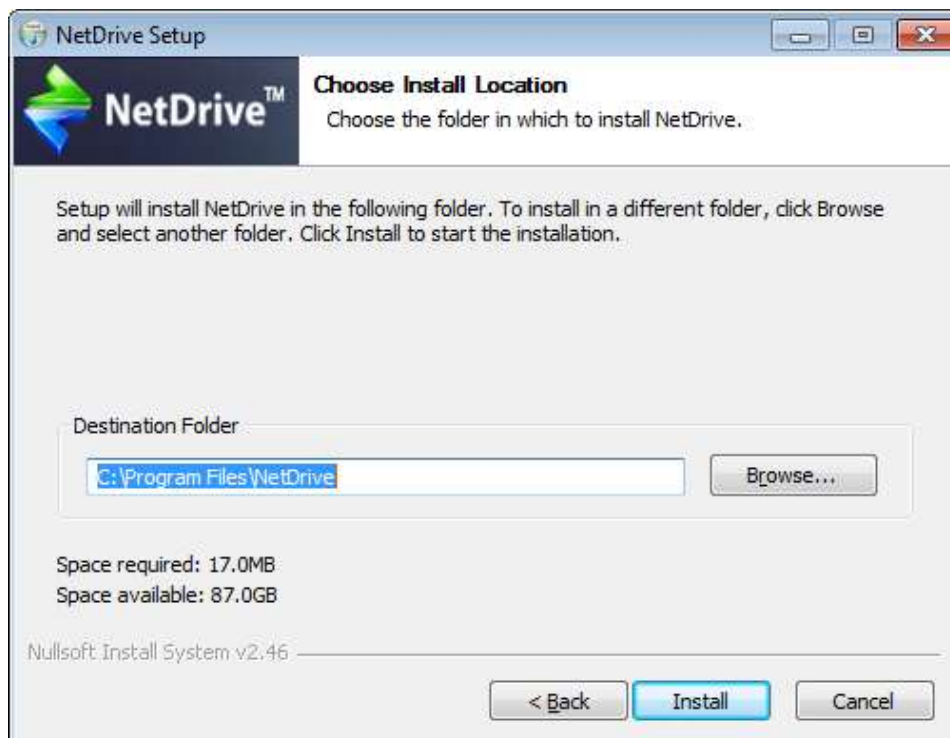 NetDrive Setup
NetDrive™
Choose Install Location
Choose the folder in which to install NetDrive.
Setup will install NetDrive in the following folder. To install in a different folder, click Browse
and select another folder. Click Install to start the installation.
Destination Folder
C:\Program Files\NetDrive
Browse...
Space required: 17.0MB
Space available: 87.0GB
Nullsoft Install System v2.46
< Back
Install
Cancel